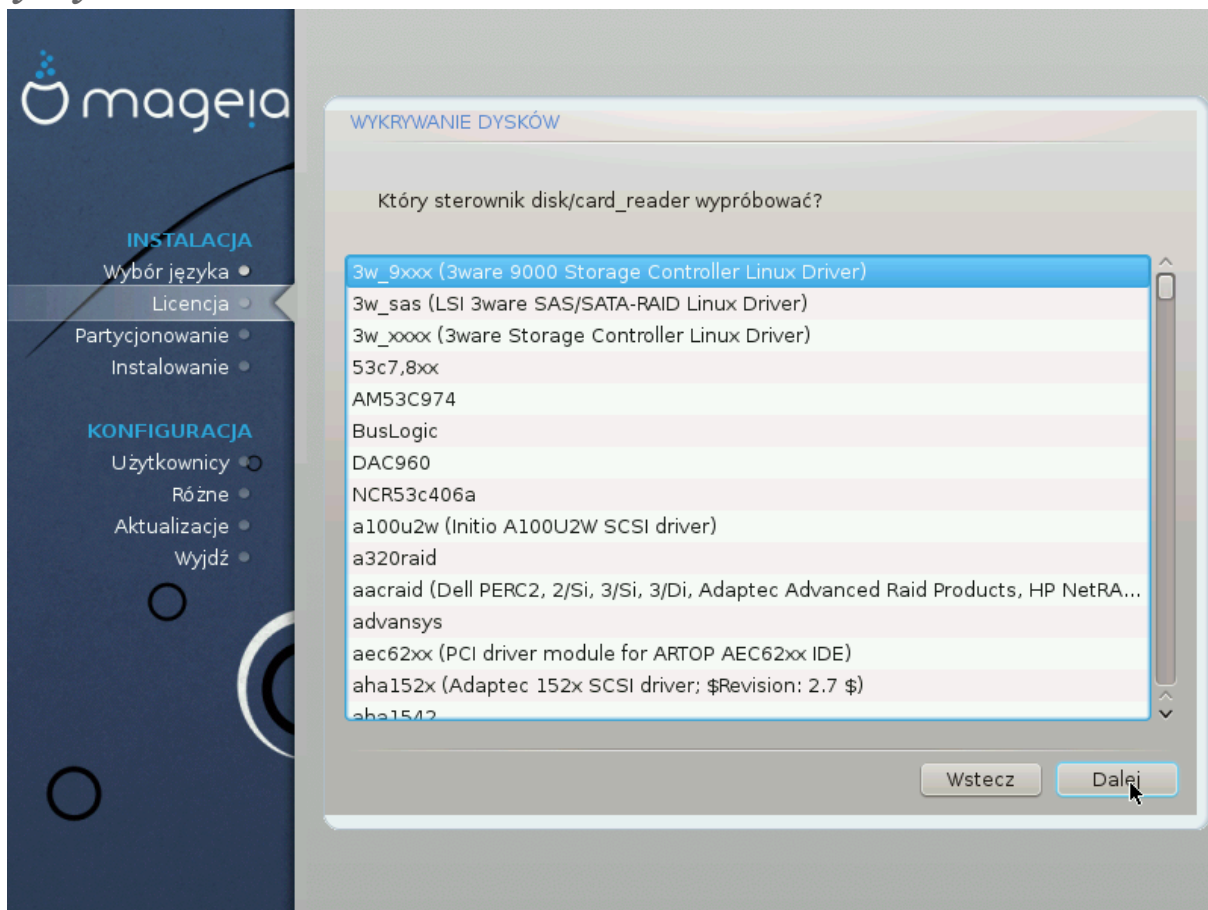 mageia
INSTALACJA
Wybór języka
Licencja
Partycjonowanie
Instalowanie
KONFIGURACJA
Użytkownicy
Różne
Aktualizacje
Wyjdź
WYKRYWANIE DYSKÓW
Który sterownik disk/card_reader wypróbować?
3w_9xxx (3ware 9000 Storage Controller Linux Driver)
3w_sas (LSI 3ware SAS/SATA-RAID Linux Driver)
3w_xxxx (3ware Storage Controller Linux Driver)
53c7,8xx
AM53C974
BusLogic
DAC960
NCR53c406a
a100u2w (Initio A100U2W SCSI driver)
a320raid
aacraid (Dell PERC2, 2/Si, 3/Si, 3/Di, Adaptec Advanced Raid Products, HP NetRA...
advansys
aec62xx (PCI driver module for ARTOP AEC62xx IDE)
aha152x (Adaptec 152x SCSI driver; $Revision: 2.7 $)
aha1542
Wstecz
Dalej